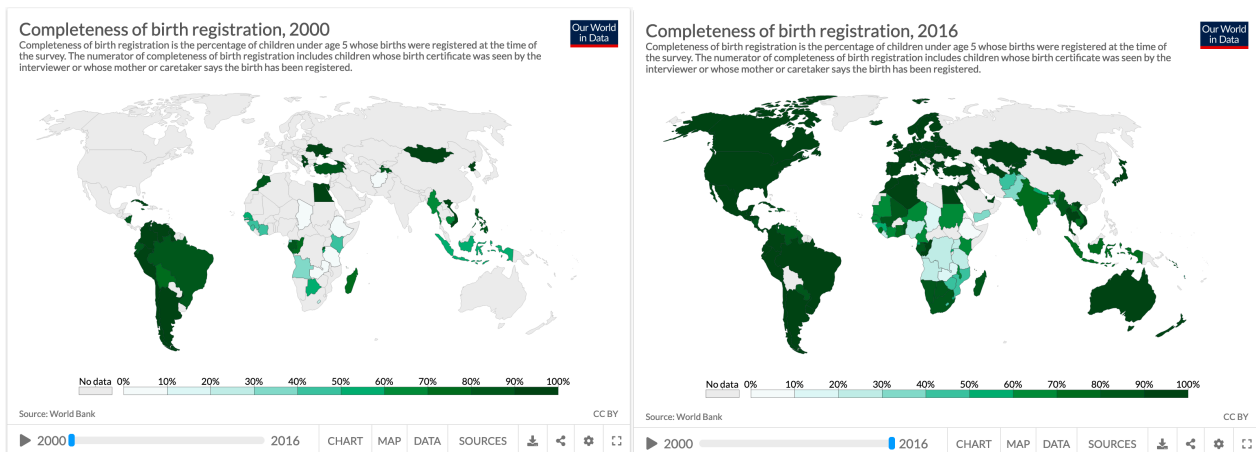 Completeness of birth registration, 2000
Our World
in Data
Completeness of birth registration is the percentage of children under age 5 whose births were registered at the time of
the survey. The numerator of completeness of birth registration includes children whose birth certificate was seen by the
interviewer or whose mother or caretaker says the birth has been registered.
No data 0% 10% 20% 30% 40% 50% 60% 70% 80% 90% 100%
Source: World Bank
CC BY
2000 2016 CHART MAP DATA SOURCES
Completeness of birth registration, 2016
Our World
in Data
Completeness of birth registration is the percentage of children under age 5 whose births were registered at the time of
the survey. The numerator of completeness of birth registration includes children whose birth certificate was seen by the
interviewer or whose mother or caretaker says the birth has been registered.
No data 0% 10% 20% 30% 40% 50% 60% 70% 80% 90% 100%
Source: World Bank
CC BY
2000 2016 CHART MAP DATA SOURCES